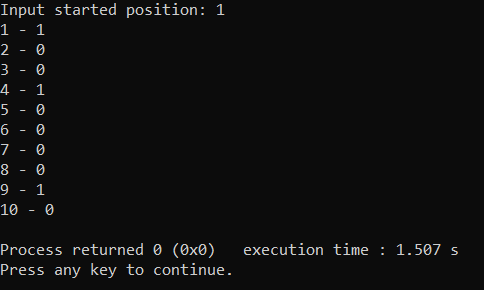 Input started position: 1
1 - 1
2 - 0
3 - 0
4 - 1
5 - 0
6 - 0
7 - 0
8 - 0
9 - 1
10 - 0
Process returned 0 (0x0)   execution time : 1.507 s
Press any key to continue.